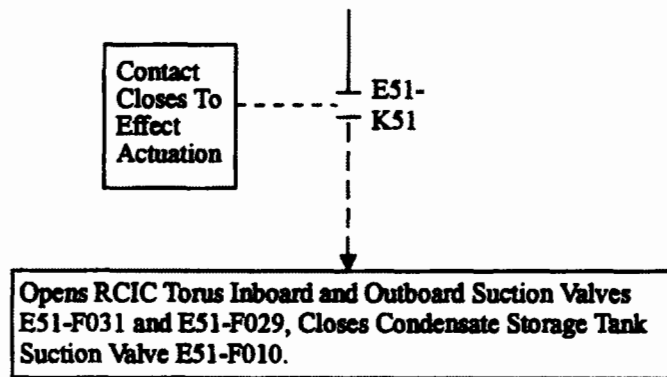 Contact
Closes To
Effect
Actuation
E51-
K51
Opens RCIC Torus Inboard and Outboard Suction Valves
E51-F031 and E51-F029, Closes Condensate Storage Tank
Suction Valve E51-F010.